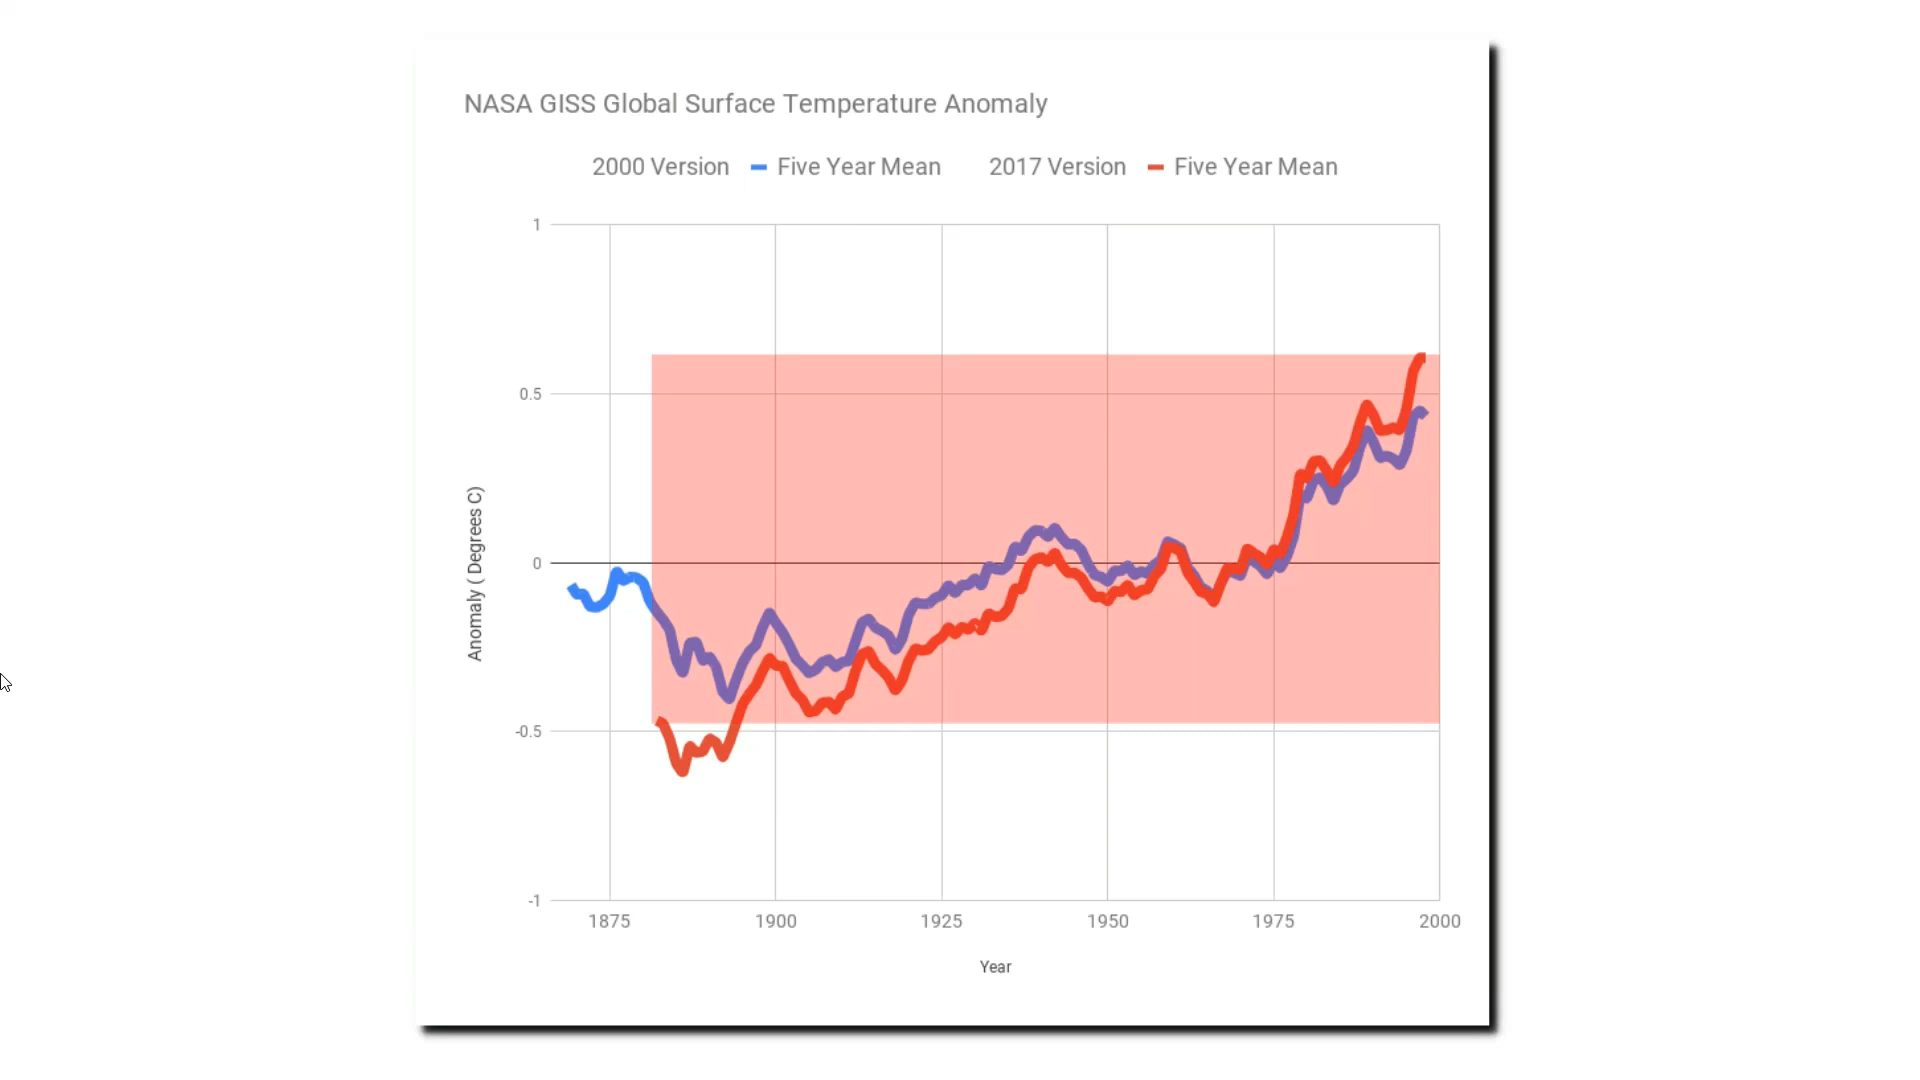 NASA GISS Global Surface Temperature Anomaly
2000 Version Five Year Mean 2017 Version Five Year Mean
1
0.5
0
-0.5
-1
Anomaly ( Degrees C)
1875 1900 1925 1950 1975 2000
Year